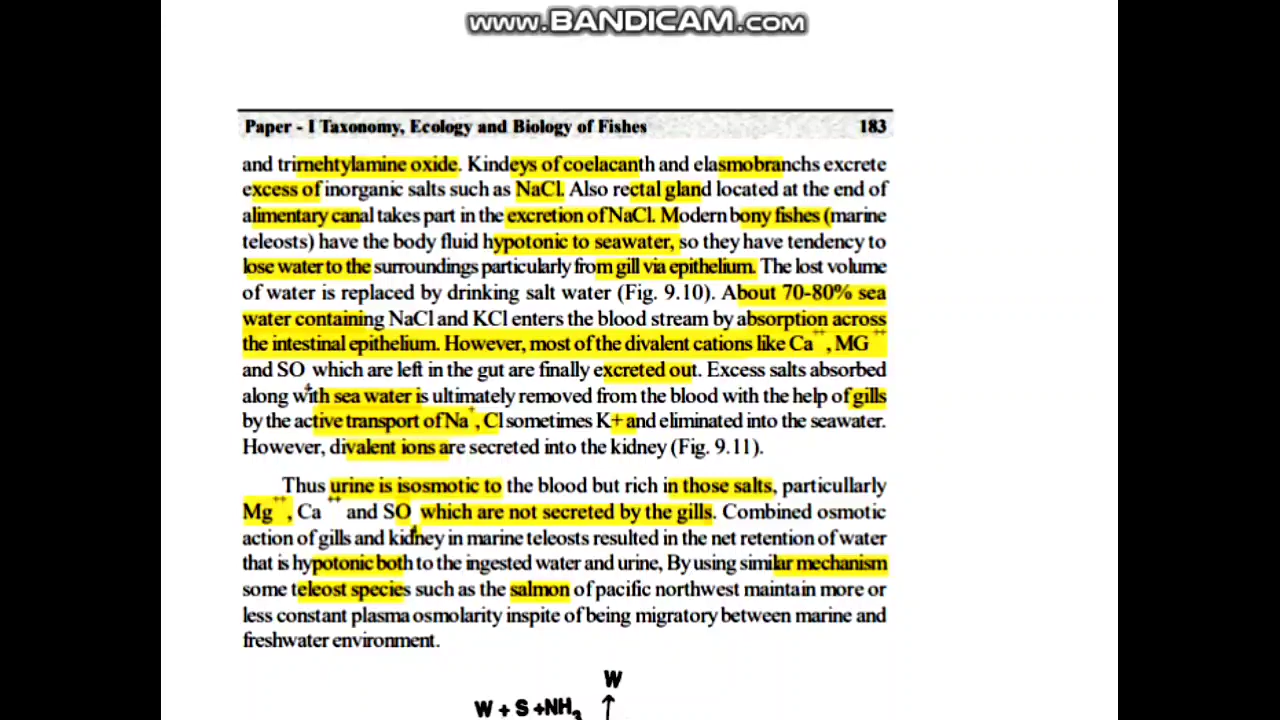 www.BANDICAM.com
Paper - I Taxonomy, Ecology and Biology of Fishes 183
and trimehtylamine oxide. Kindeys of coelacanth and elasmobranchs excrete
excess of inorganic salts such as NaCl. Also rectal gland located at the end of
alimentary canal takes part in the excretion of NaCl. Modern bony fishes (marine
teleosts) have the body fluid hypotonic to seawater, so they have tendency to
lose water to the surroundings particularly from gill via epithelium. The lost volume
of water is replaced by drinking salt water (Fig. 9.10). About 70-80% sea
water containing NaCl and KCl enters the blood stream by absorption across
the intestinal epithelium. However, most of the divalent cations like Ca++, MG++
and SO4 which are left in the gut are finally excreted out. Excess salts absorbed
along with sea water is ultimately removed from the blood with the help of gills
by the active transport of Na+, Cl sometimes K+ and eliminated into the seawater.
However, divalent ions are secreted into the kidney (Fig. 9.11).
Thus urine is isosmotic to the blood but rich in those salts, particullarly
Mg++, Ca++ and SO4 which are not secreted by the gills. Combined osmotic
action of gills and kidney in marine teleosts resulted in the net retention of water
that is hypotonic both to the ingested water and urine, By using similar mechanism
some teleost species such as the salmon of pacific northwest maintain more or
less constant plasma osmolarity inspite of being migratory between marine and
freshwater environment.
W
W + S +NH3